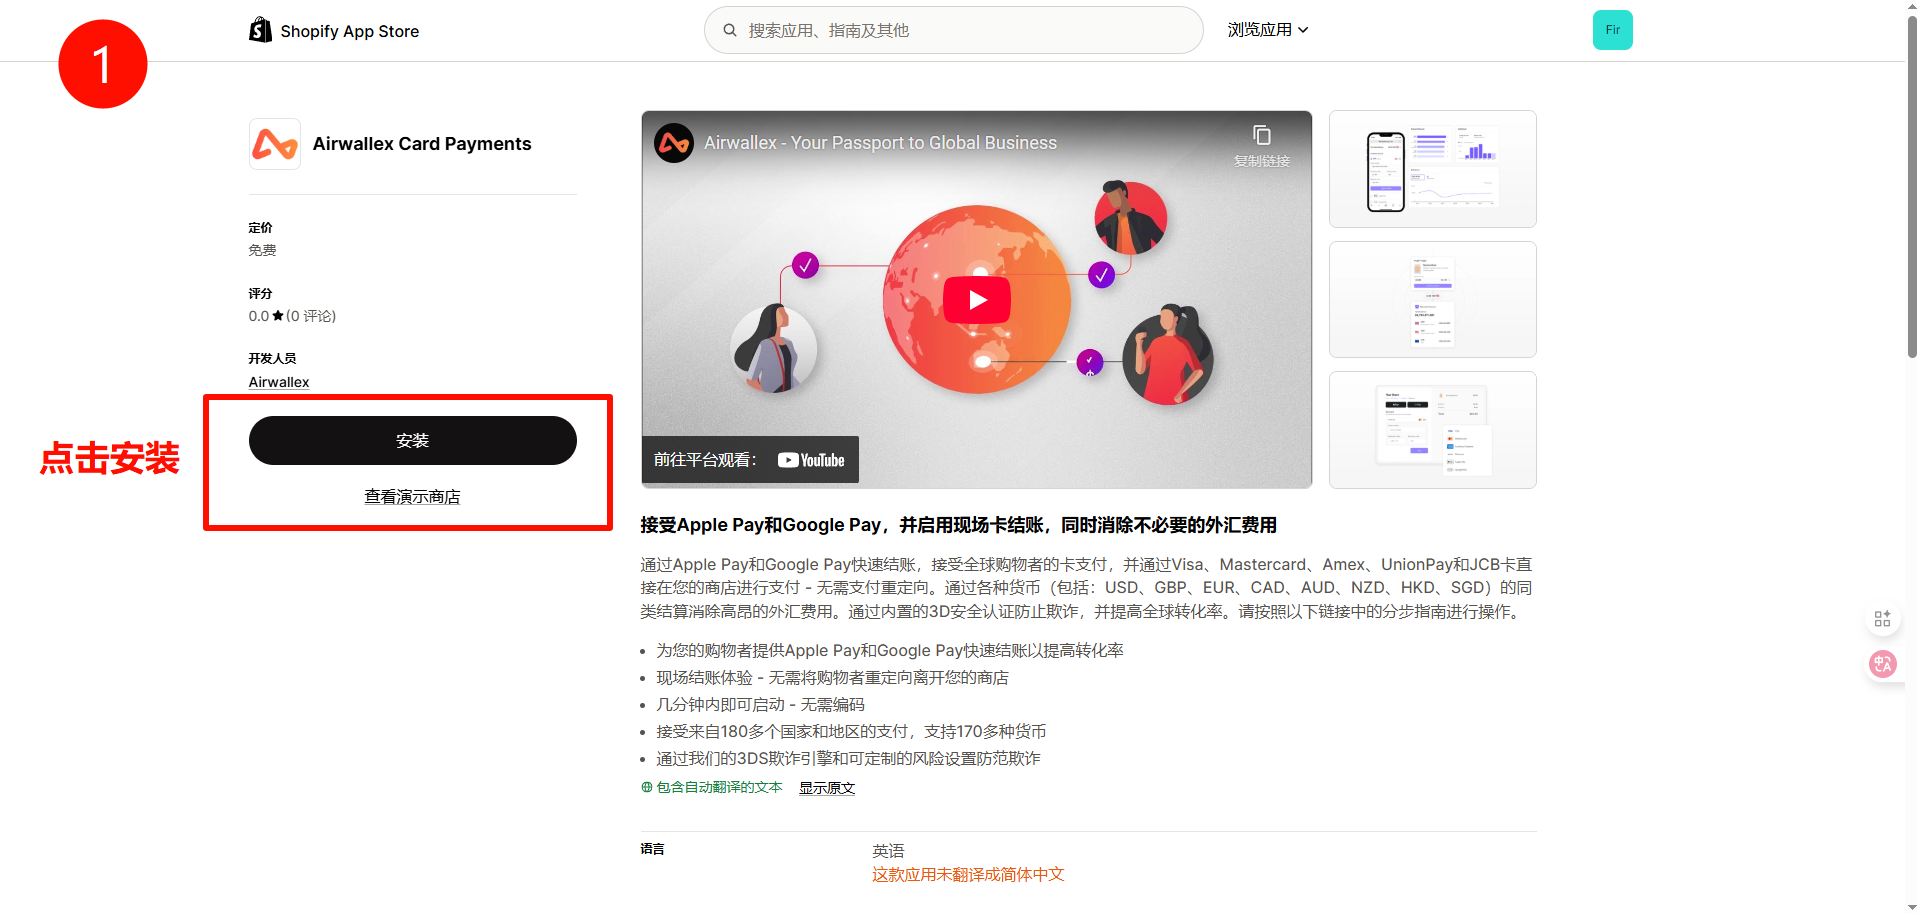 1
Shopify App Store
搜索应用、指南及其他
浏览应用
Fir
Airwallex Card Payments
定价
免费
评分
0.0★(0 评论)
开发人员
Airwallex
点击安装
安装
查看演示商店
Airwallex - Your Passport to Global Business
复制链接
前往平台观看：
YouTube
接受Apple Pay和Google Pay，并启用现场卡结账，同时消除不必要的外汇费用
通过Apple Pay和Google Pay快速结账，接受全球购物者的卡支付，并通过Visa、Mastercard、Amex、UnionPay和JCB卡直
接在您的商店进行支付 - 无需支付重定向。通过各种货币（包括：USD、GBP、EUR、CAD、AUD、NZD、HKD、SGD）的同
类结算消除高昂的外汇费用。通过内置的3D安全认证防止欺诈，并提高全球转化率。请按照以下链接中的分步指南进行操作。
• 为您的购物者提供Apple Pay和Google Pay快速结账以提高转化率
• 现场结账体验 - 无需将购物者重定向离开您的商店
• 几分钟内即可启动 - 无需编码
• 接受来自180多个国家和地区的支付，支持170多种货币
• 通过我们的3DS欺诈引擎和可定制的风险设置防范欺诈
包含自动翻译的文本 显示原文
语言
英语
这款应用未翻译成简体中文